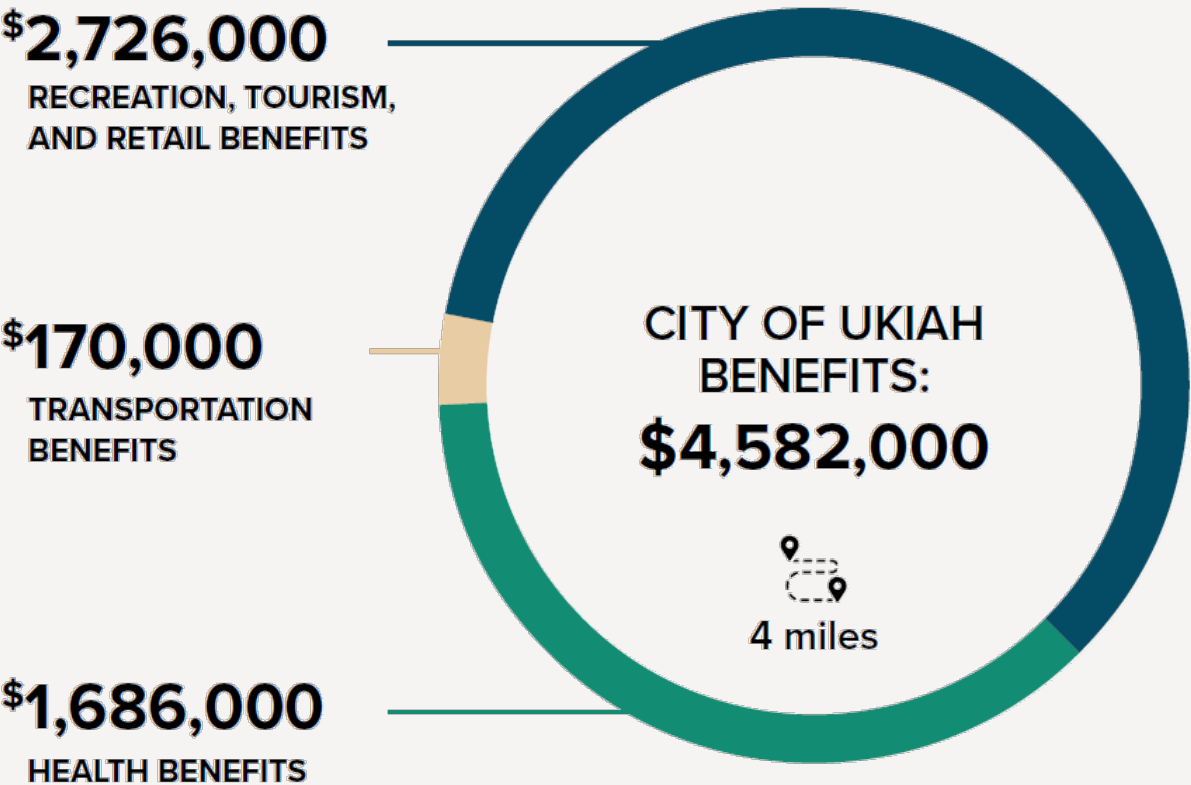 $2,726,000
RECREATION, TOURISM,
AND RETAIL BENEFITS
$170,000
TRANSPORTATION
BENEFITS
$1,686,000
HEALTH BENEFITS
CITY OF UKIAH
BENEFITS:
$4,582,000
4 miles